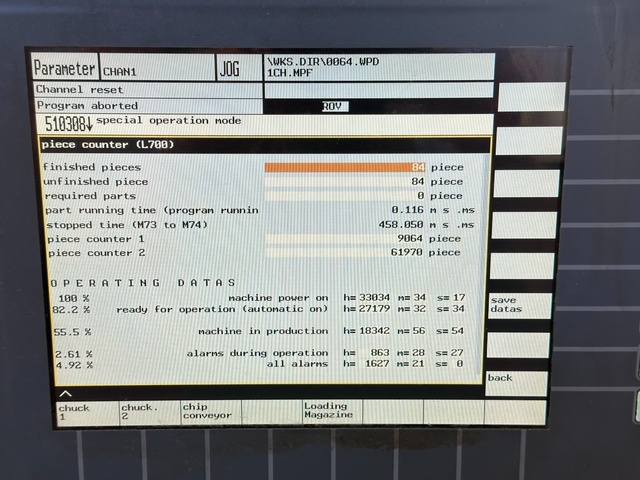 Parameter CHAN1 JOG \WKS.DIR\0064.WPD
1CH.MPF
Channel reset
Program aborted ROV
510308↓ special operation mode
piece counter (L700)
finished pieces 84 piece
unfinished piece 84 piece
required parts 0 piece
part running time (program runnin 0.116 m s .ms
stopped time (M73 to M74) 458.050 m s .ms
piece counter 1 9064 piece
piece counter 2 61970 piece
OPERATING DATAS
100 % machine power on h=33034 m=34 s=17
82.2 % ready for operation (automatic on) h=27179 m=32 s=34
55.5 % machine in production h=18342 m=56 s=54
2.61 % alarms during operation h= 863 m=28 s=27
4.92 % all alarms h= 1627 m=21 s= 0
save
datas
back
^
chuck
1
chuck.
2
chip
conveyor
Loading
Magazine